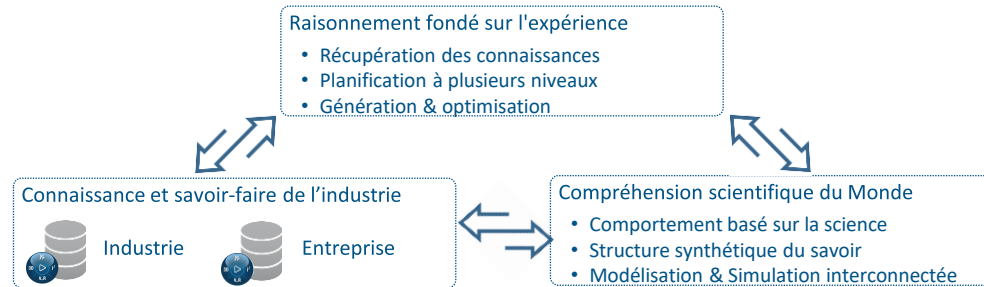 Raisonnement fondé sur l'expérience
• Récupération des connaissances
• Planification à plusieurs niveaux
• Génération & optimisation
Connaissance et savoir-faire de l’industrie
Industrie
Entreprise
Compréhension scientifique du Monde
• Comportement basé sur la science
• Structure synthétique du savoir
• Modélisation & Simulation interconnectée